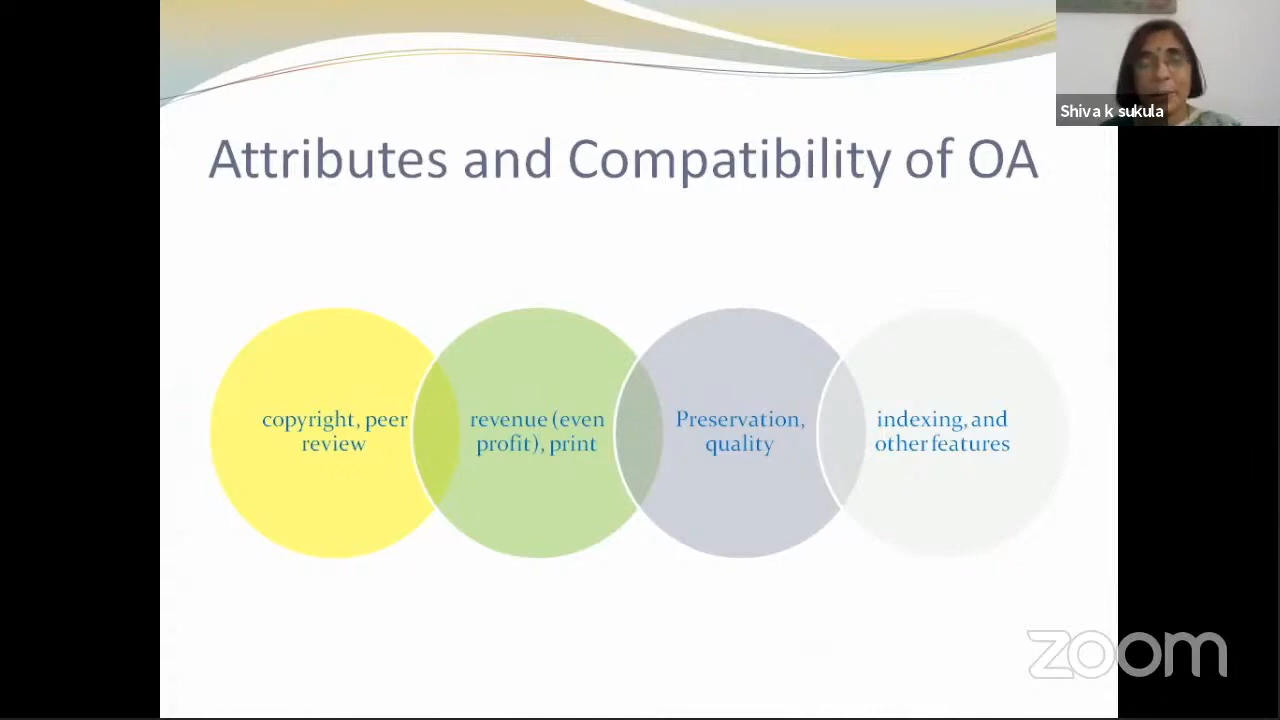 Shiva k sukula
Attributes and Compatibility of OA
copyright, peer
review
revenue (even
profit), print
Preservation,
quality
indexing, and
other features
zoom